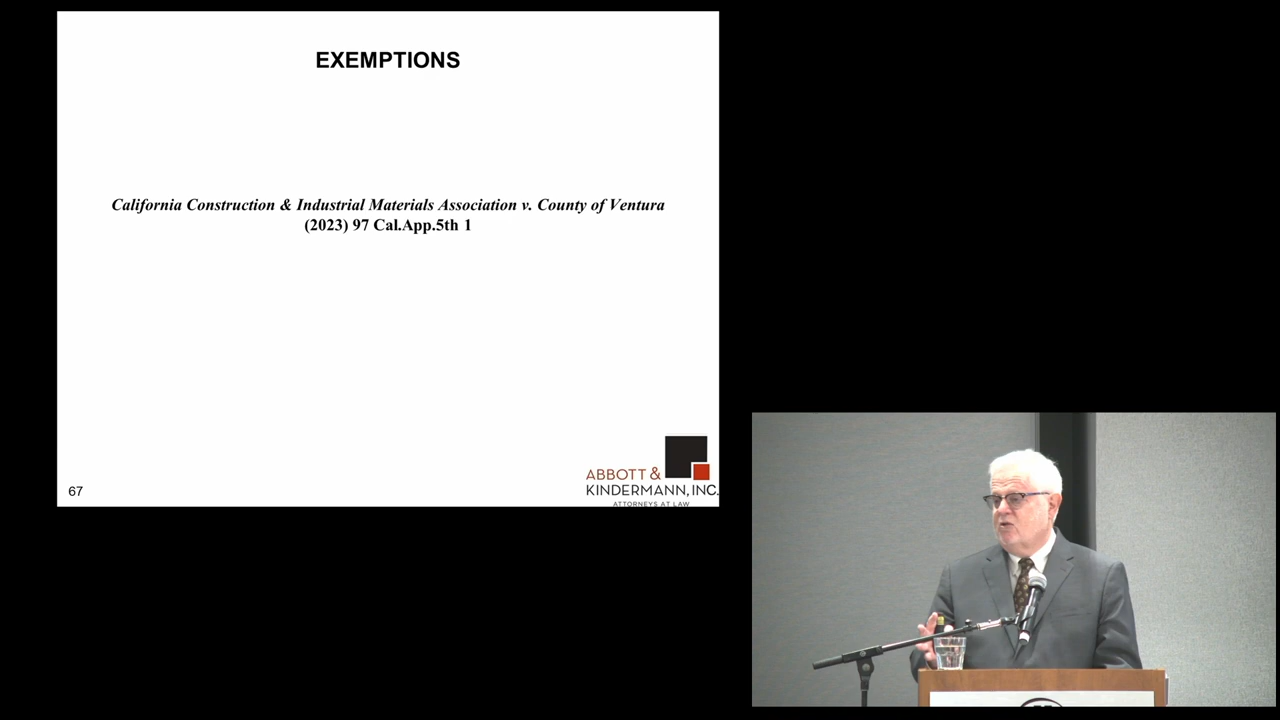 EXEMPTIONS
California Construction & Industrial Materials Association v. County of Ventura
(2023) 97 Cal.App.5th 1
67
ABBOTT &
KINDERMANN, INC.
ATTORNEYS AT LAW